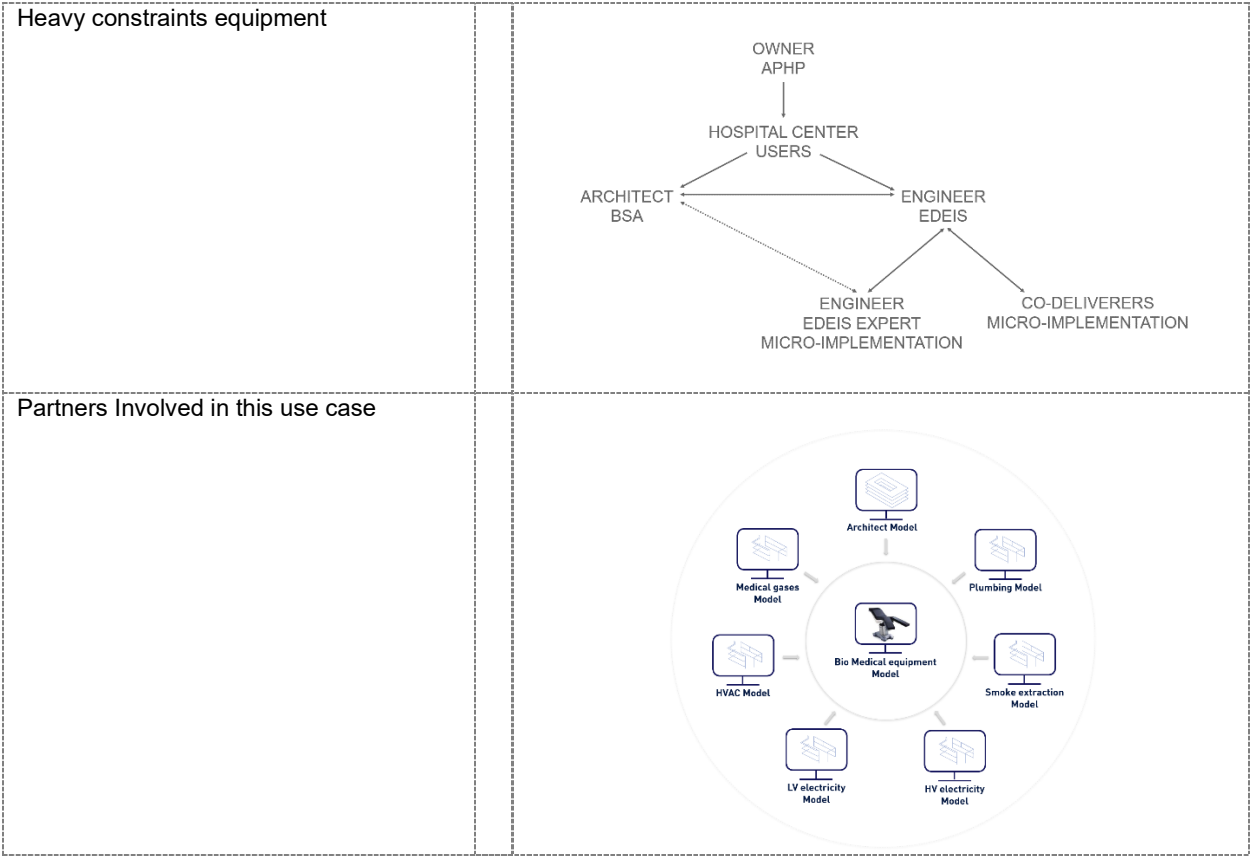 Heavy constraints equipment
OWNER
APHP
HOSPITAL CENTER
USERS
ARCHITECT
BSA
ENGINEER
EDEIS
ENGINEER
EDEIS EXPERT
MICRO-IMPLEMENTATION
CO-DELIVERERS
MICRO-IMPLEMENTATION
Partners Involved in this use case
Architect Model
Medical gases
Model
Plumbing Model
Bio Medical equipment
Model
HVAC Model
Smoke extraction
Model
LV electricity
Model
HV electricity
Model